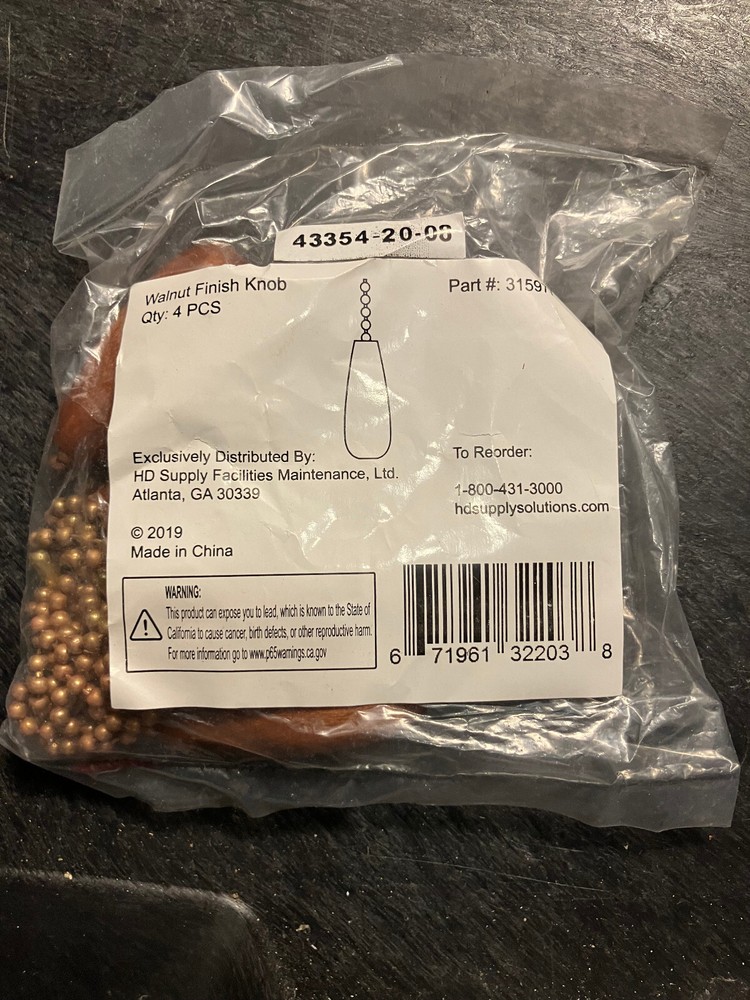 43354-20-08
Walnut Finish Knob
Qty: 4 PCS
Part #:
Exclusively Distributed By:
HD Supply Facilities Maintenance, Ltd.
Atlanta, GA 30339
To Reorder:
1-800-431-3000
hdsupplysolutions.com
© 2019
Made in China
WARNING:
This product can expose you to lead, which is known to the State of
California to cause cancer, birth defects, or other reproductive harm.
For more information go to www.p65warnings.ca.gov
6 71961 32203 8